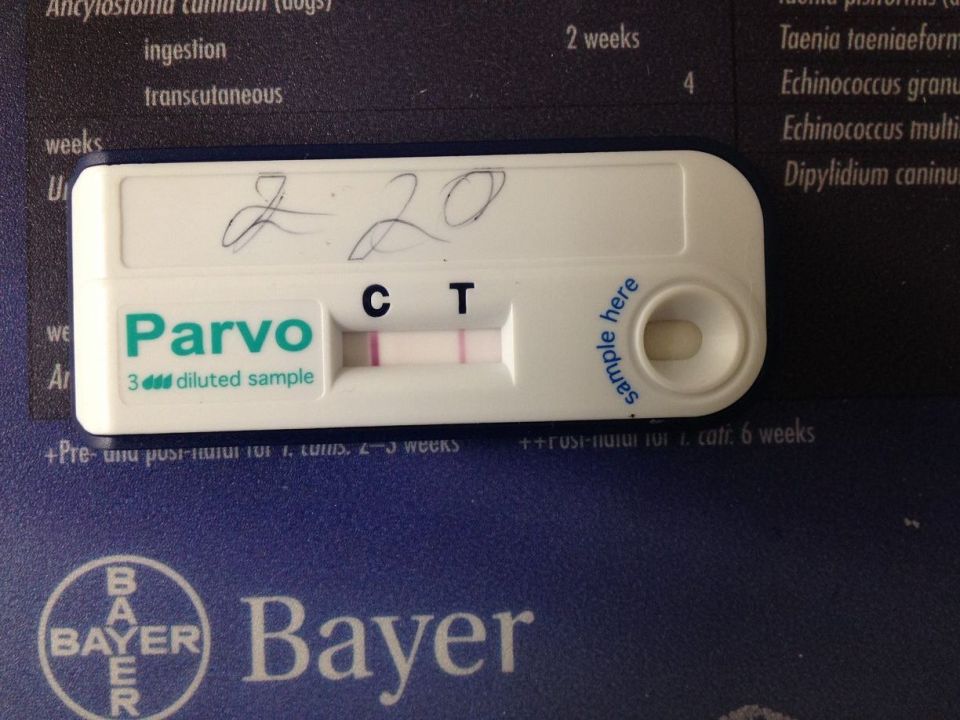 Ancylostoma caninum (dogs)
ingestion 2 weeks
transcutaneous 4
weeks
Taenia pisiformis
Taenia taeniaeform
Echinococcus granu
Echinococcus multi
Dipylidium caninu
2 20
C T
Parvo
3 diluted sample
sample here
+Pre- and post-natal for T. canis: 2–3 weeks ++Post-natal for T. cati: 6 weeks
BAYER
BAYER
Bayer